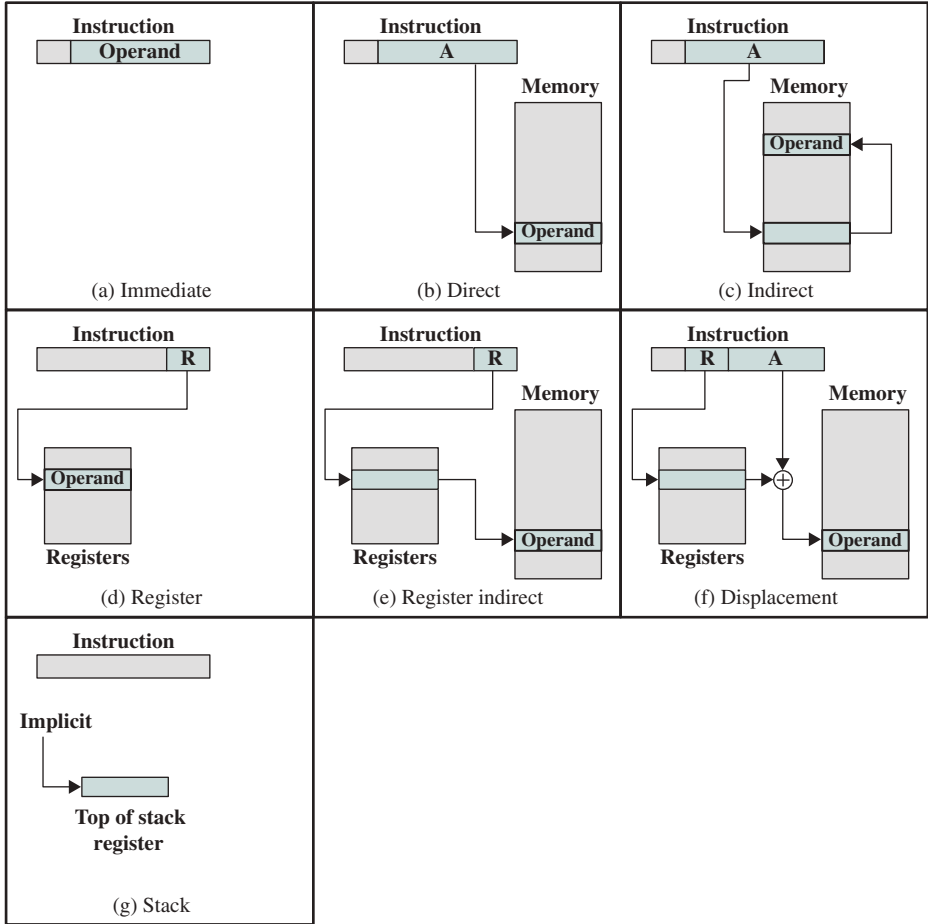 Instruction
Operand
(a) Immediate
Instruction
A
Memory
Operand
(b) Direct
Instruction
A
Memory
Operand
(c) Indirect
Instruction
R
Operand
Registers
(d) Register
Instruction
R
Memory
Registers
Operand
(e) Register indirect
Instruction
R A
Memory
Registers
Operand
(f) Displacement
Instruction
Implicit
Top of stack
register
(g) Stack